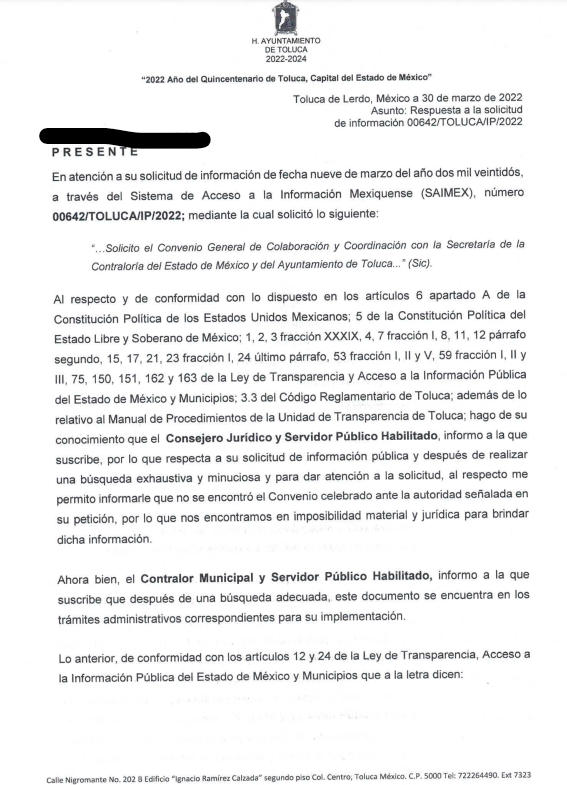 H. AYUNTAMIENTO
DE TOLUCA
2022-2024
"2022 Año del Quincentenario de Toluca, Capital del Estado de México"
Toluca de Lerdo, México a 30 de marzo de 2022
Asunto: Respuesta a la solicitud
de información 00642/TOLUCA/IP/2022
P R E S E N T E
En atención a su solicitud de información de fecha nueve de marzo del año dos mil veintidós,
a través del Sistema de Acceso a la Información Mexiquense (SAIMEX), número
00642/TOLUCA/IP/2022; mediante la cual solicitó lo siguiente:
"...Solicito el Convenio General de Colaboración y Coordinación con la Secretaría de la
Contraloría del Estado de México y del Ayuntamiento de Toluca..." (Sic).
Al respecto y de conformidad con lo dispuesto en los artículos 6 apartado A de la
Constitución Política de los Estados Unidos Mexicanos; 5 de la Constitución Política del
Estado Libre y Soberano de México; 1, 2, 3 fracción XXXIX, 4, 7 fracción I, 8, 11, 12 párrafo
segundo, 15, 17, 21, 23 fracción I, 24 último párrafo, 53 fracción I, II y V, 59 fracción I, II y
III, 75, 150, 151, 162 y 163 de la Ley de Transparencia y Acceso a la Información Pública
del Estado de México y Municipios; 3.3 del Código Reglamentario de Toluca; además de lo
relativo al Manual de Procedimientos de la Unidad de Transparencia de Toluca; hago de su
conocimiento que el Consejero Jurídico y Servidor Público Habilitado, informo a la que
suscribe, por lo que respecta a su solicitud de información pública y después de realizar
una búsqueda exhaustiva y minuciosa y para dar atención a la solicitud, al respecto me
permito informarle que no se encontró el Convenio celebrado ante la autoridad señalada en
su petición, por lo que nos encontramos en imposibilidad material y jurídica para brindar
dicha información.
Ahora bien, el Contralor Municipal y Servidor Público Habilitado, informo a la que
suscribe que después de una búsqueda adecuada, este documento se encuentra en los
trámites administrativos correspondientes para su implementación.
Lo anterior, de conformidad con los artículos 12 y 24 de la Ley de Transparencia, Acceso a
la Información Pública del Estado de México y Municipios que a la letra dicen:
Calle Nigromante No. 202 B Edificio "Ignacio Ramírez Calzada" segundo piso Col. Centro, Toluca México. C.P. 5000 Tel: 722264490. Ext 7323